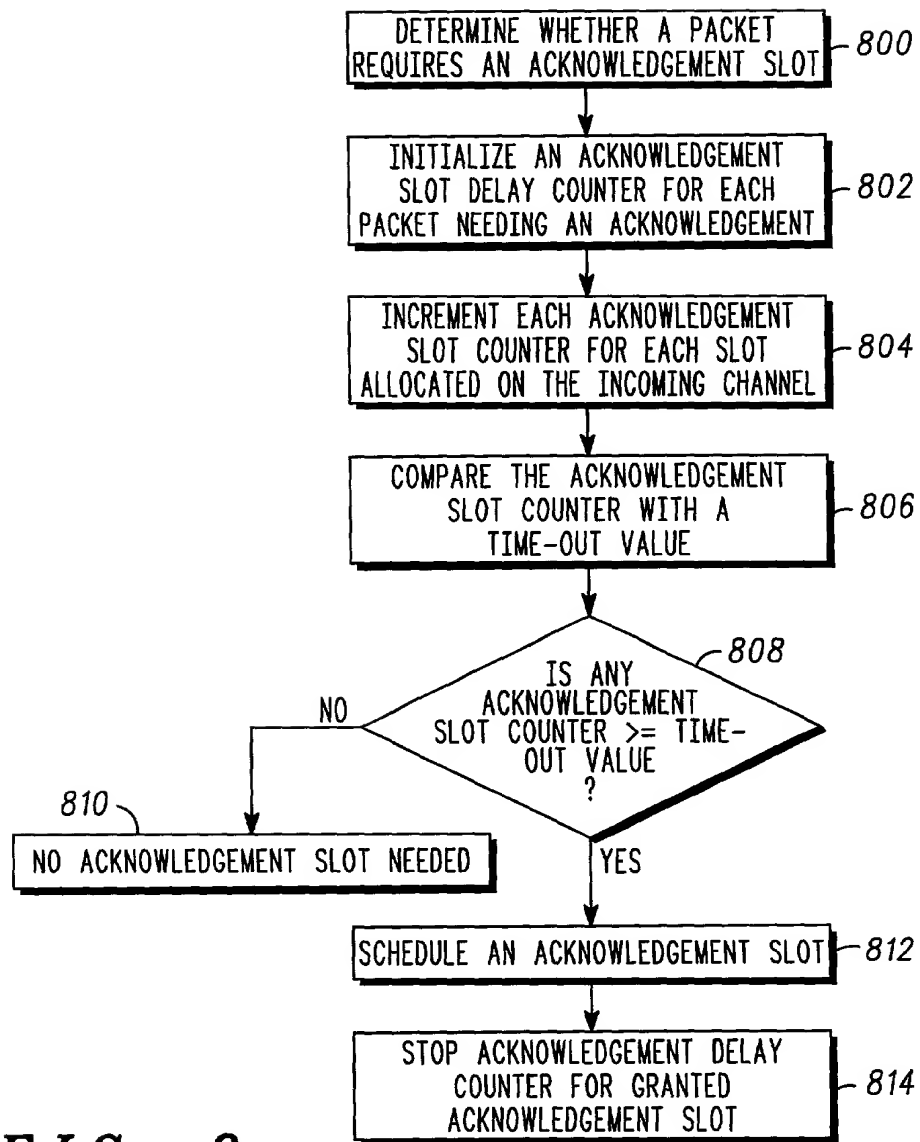 DETERMINE WHETHER A PACKET
REQUIRES AN ACKNOWLEDGEMENT SLOT
800
INITIALIZE AN ACKNOWLEDGEMENT
SLOT DELAY COUNTER FOR EACH
PACKET NEEDING AN ACKNOWLEDGEMENT
802
INCREMENT EACH ACKNOWLEDGEMENT
SLOT COUNTER FOR EACH SLOT
ALLOCATED ON THE INCOMING CHANNEL
804
COMPARE THE ACKNOWLEDGEMENT
SLOT COUNTER WITH A
TIME-OUT VALUE
806
808
IS ANY
ACKNOWLEDGEMENT
SLOT COUNTER >= TIME-
OUT VALUE
?
NO
810
NO ACKNOWLEDGEMENT SLOT NEEDED
YES
SCHEDULE AN ACKNOWLEDGEMENT SLOT
812
STOP ACKNOWLEDGEMENT DELAY
COUNTER FOR GRANTED
ACKNOWLEDGEMENT SLOT
814